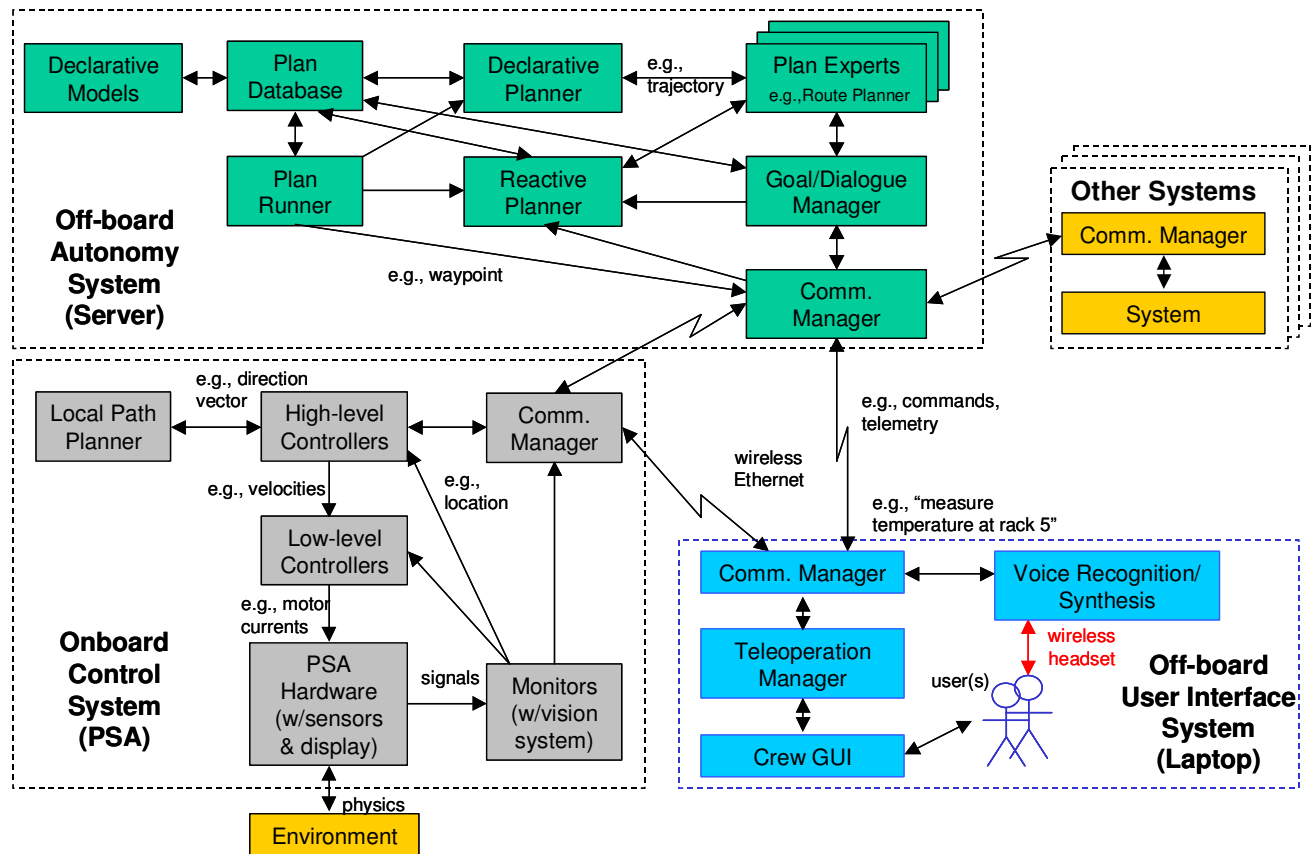 Declarative
Models
Plan
Database
Declarative
Planner
e.g.,
trajectory
Plan Experts
e.g.,Route Planner
Plan
Runner
Reactive
Planner
Goal/Dialogue
Manager
Off-board
Autonomy
System
(Server)
e.g., waypoint
Comm.
Manager
Other Systems
Comm. Manager
System
Local Path
Planner
e.g., direction
vector
High-level
Controllers
Comm.
Manager
e.g., commands,
telemetry
wireless
Ethernet
e.g., velocities
e.g.,
location
e.g., “measure
temperature at rack 5”
Low-level
Controllers
e.g., motor
currents
Onboard
Control
System
(PSA)
PSA
Hardware
(w/sensors
& display)
signals
Monitors
(w/vision
system)
physics
Environment
Comm. Manager
Voice Recognition/
Synthesis
wireless
headset
Teleoperation
Manager
user(s)
Crew GUI
Off-board
User Interface
System
(Laptop)